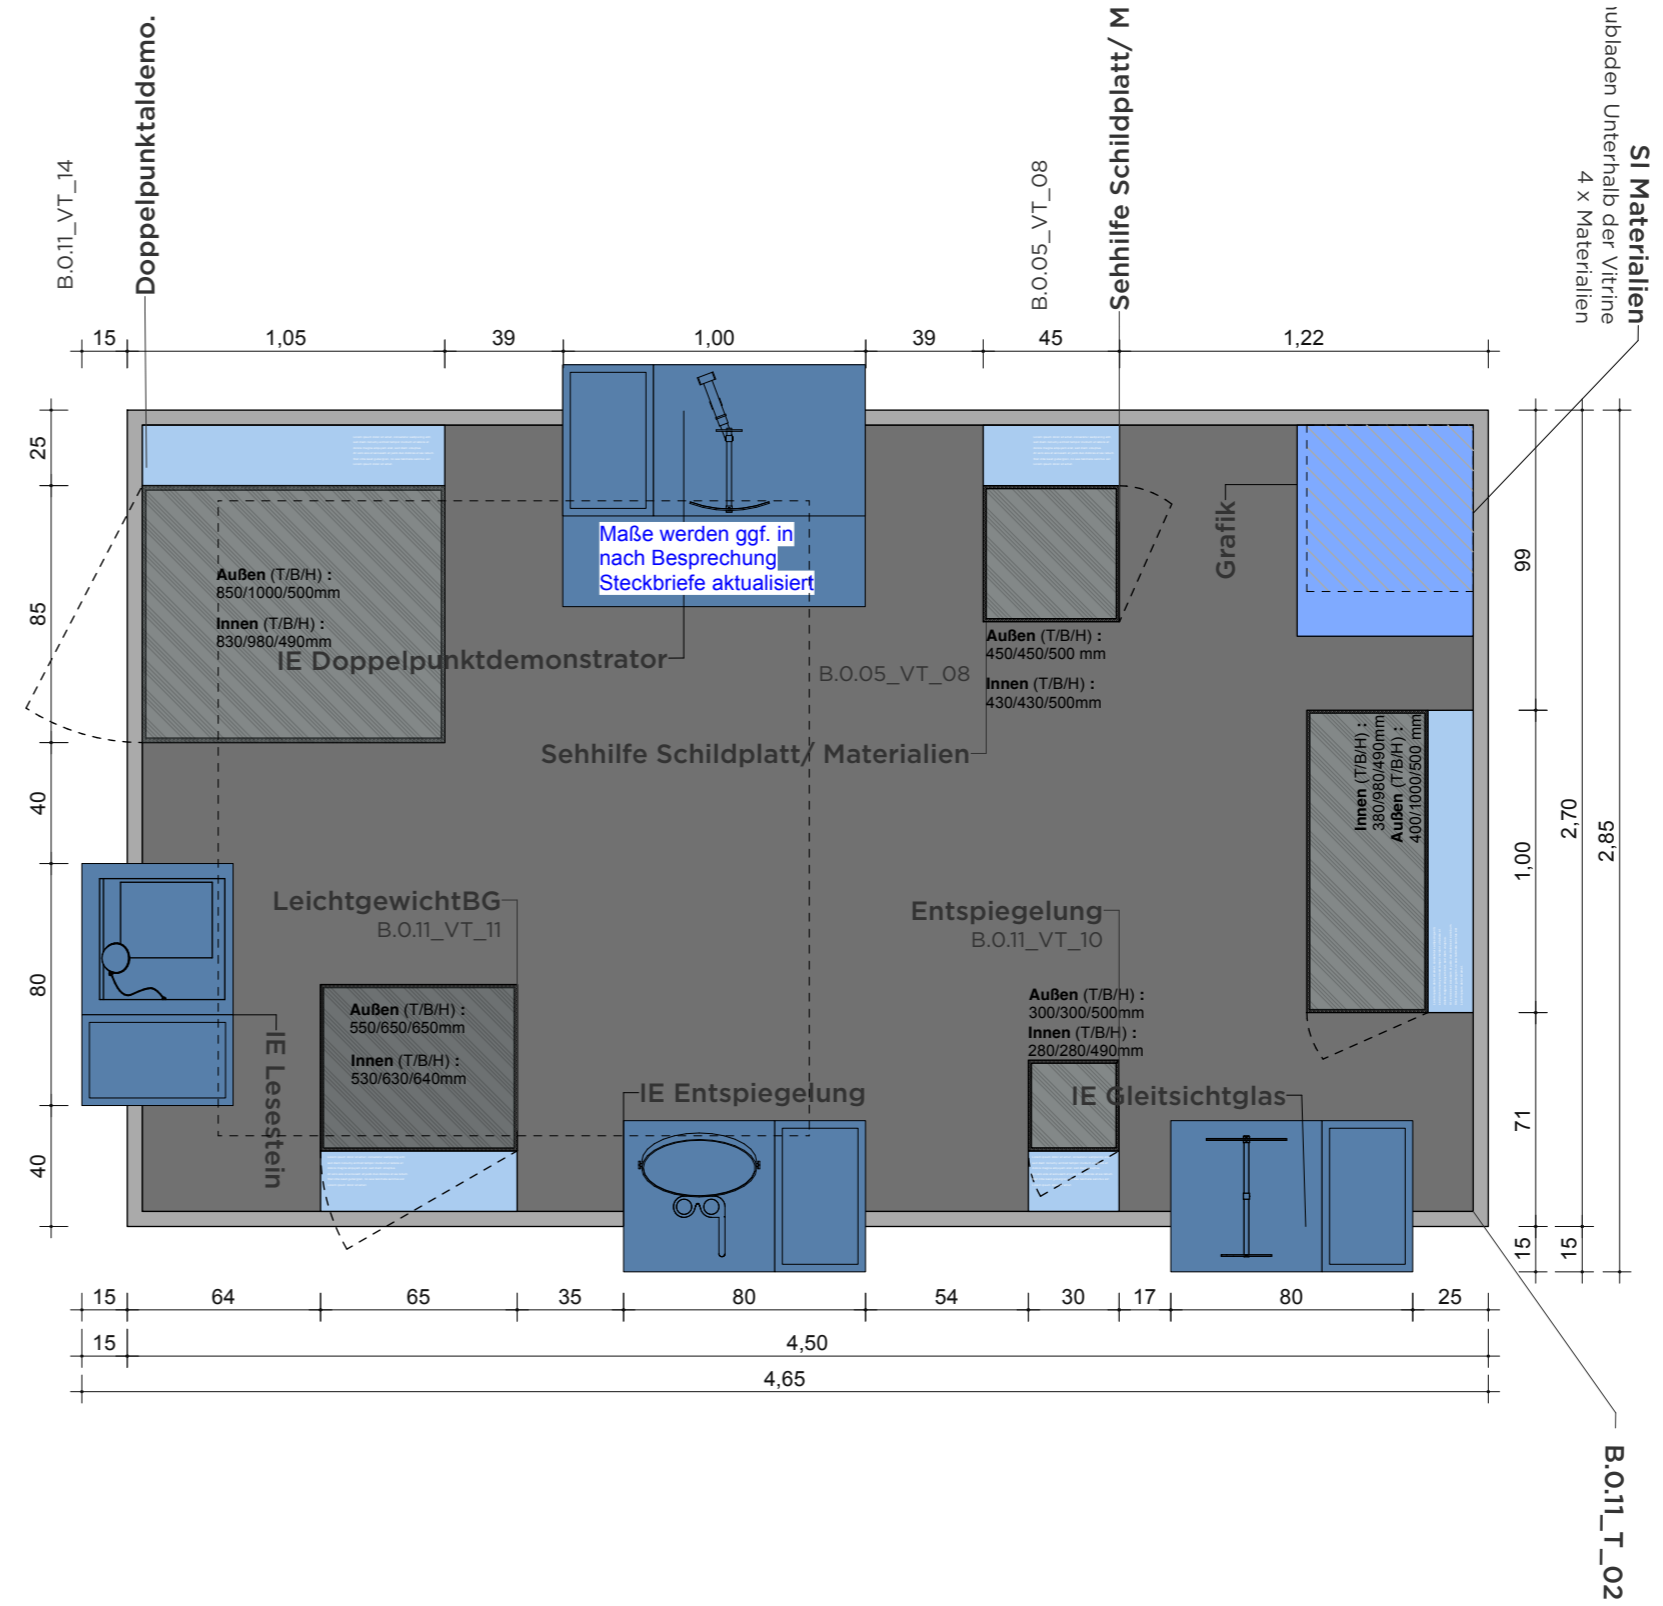 B.0.11_VT_14
Doppelpunktaldemo.
B.0.05_VT_08
Sehhilfe Schildplatt/ M
SI Materialien
Unterhalb der Vitrine
4 x Materialien
15
1,05
39
1,00
39
45
1,22
25
85
40
80
40
Außen (T/B/H) :
850/1000/500mm
Innen (T/B/H) :
830/980/490mm
Maße werden ggf. in
nach Besprechung
Steckbriefe aktualisiert
IE Doppelpunktdemonstrator
Außen (T/B/H) :
450/450/500 mm
Innen (T/B/H) :
430/430/500mm
B.0.05_VT_08
Sehhilfe Schildplatt/ Materialien
Grafik
Innen (T/B/H) :
380/980/490mm
Außen (T/B/H) :
400/1000/500 mm
99
1,00
71
15
2,70
15
2,85
LeichtgewichtBG
B.0.11_VT_11
Außen (T/B/H) :
550/650/650mm
Innen (T/B/H) :
530/630/640mm
IE Lesestein
Entspiegelung
B.0.11_VT_10
Außen (T/B/H) :
300/300/500mm
Innen (T/B/H) :
280/280/490mm
IE Entspiegelung
IE Gleitsichtglas
15
64
65
35
80
54
30
17
80
25
15
4,50
4,65
B.0.11_T_02